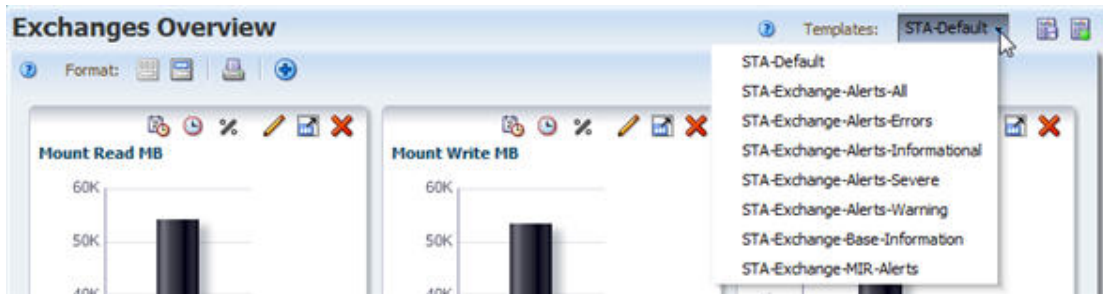 Exchanges Overview
Templates: STA-Default
Format:
STA-Default
STA-Exchange-Alerts-All
STA-Exchange-Alerts-Errors
STA-Exchange-Alerts-Informational
STA-Exchange-Alerts-Severe
STA-Exchange-Alerts-Warning
STA-Exchange-Base-Information
STA-Exchange-MIR-Alerts
Mount Read MB
60K
50K
40K
Mount Write MB
60K
50K
40K